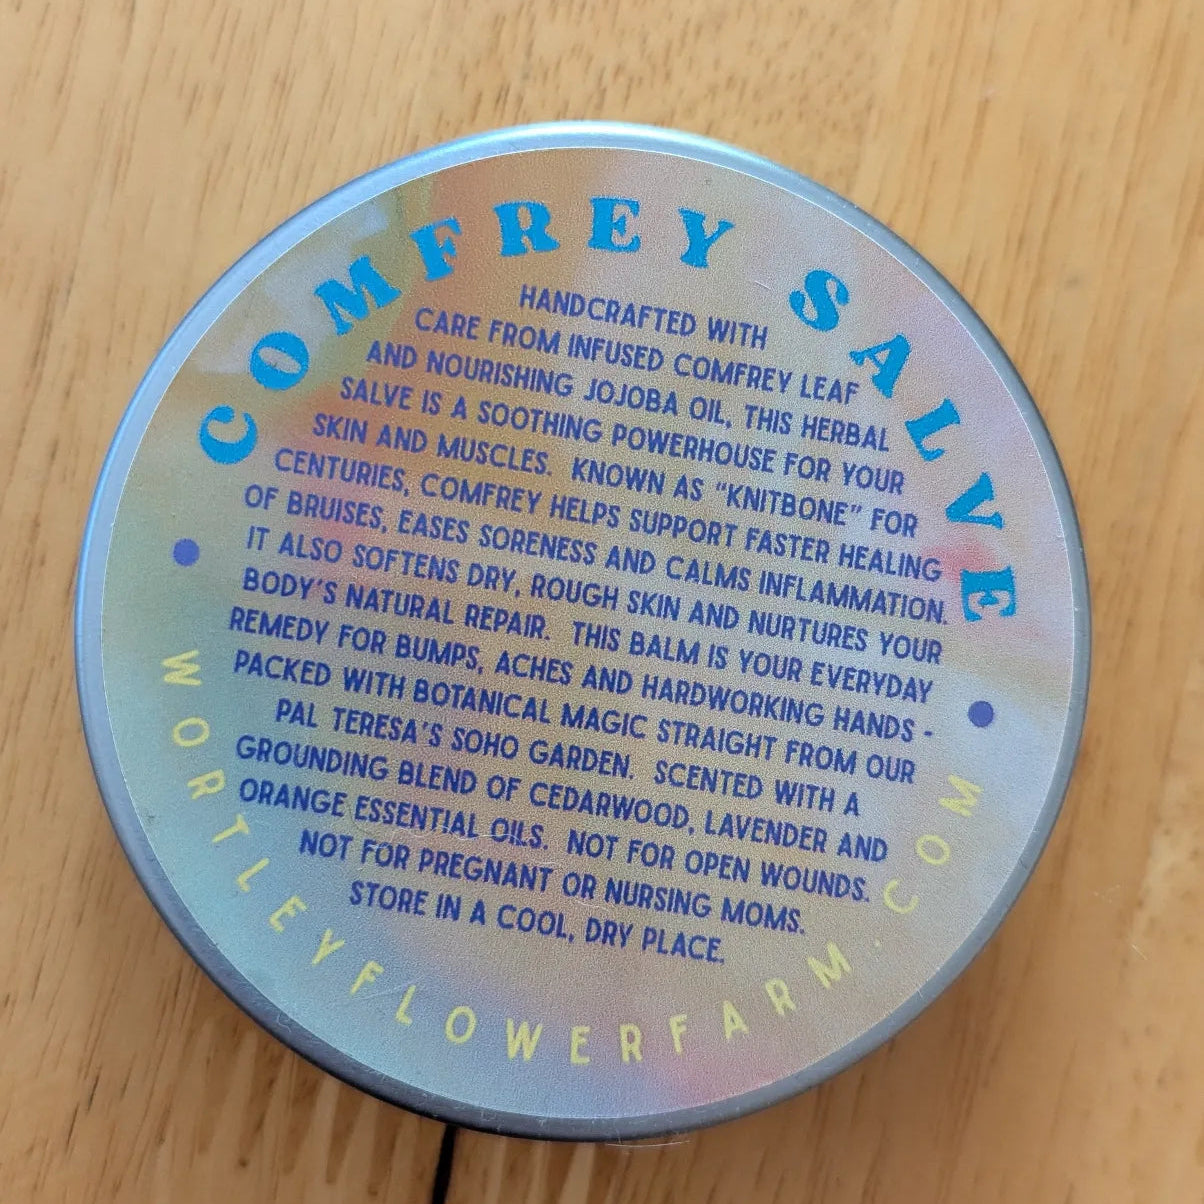 COMFREY SALVE
HANDCRAFTED WITH
CARE FROM INFUSED COMFREY LEAF
AND NOURISHING JOJOBA OIL, THIS HERBAL
SALVE IS A SOOTHING POWERHOUSE FOR YOUR
SKIN AND MUSCLES. KNOWN AS "KNITBONE" FOR
CENTURIES, COMFREY HELPS SUPPORT FASTER HEALING
OF BRUISES, EASES SORENESS AND CALMS INFLAMMATION.
IT ALSO SOFTENS DRY, ROUGH SKIN AND NURTURES YOUR
BODY'S NATURAL REPAIR. THIS BALM IS YOUR EVERYDAY
REMEDY FOR BUMPS, ACHES AND HARDWORKING HANDS -
PACKED WITH BOTANICAL MAGIC STRAIGHT FROM OUR
PAL TERESA'S SOHO GARDEN. SCENTED WITH A
GROUNDING BLEND OF CEDARWOOD, LAVENDER AND
ORANGE ESSENTIAL OILS. NOT FOR OPEN WOUNDS.
NOT FOR PREGNANT OR NURSING MOMS.
STORE IN A COOL, DRY PLACE.
WORTLEYFLOWERFARM.COM